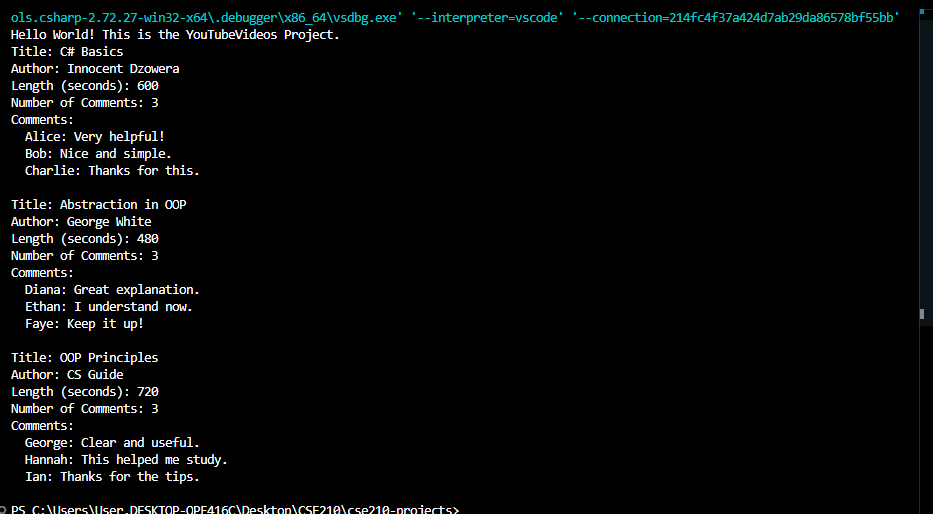 ols.csharp-2.72.27-win32-x64\.debugger\x86_64\vsdbg.exe' '--interpreter=vscode' '--connection=214fc4f37a424d7ab29da86578bf55bb'
Hello World! This is the YouTubeVideos Project.
Title: C# Basics
Author: Innocent Dzowera
Length (seconds): 600
Number of Comments: 3
Comments:
  Alice: Very helpful!
  Bob: Nice and simple.
  Charlie: Thanks for this.

Title: Abstraction in OOP
Author: George White
Length (seconds): 480
Number of Comments: 3
Comments:
  Diana: Great explanation.
  Ethan: I understand now.
  Faye: Keep it up!

Title: OOP Principles
Author: CS Guide
Length (seconds): 720
Number of Comments: 3
Comments:
  George: Clear and useful.
  Hannah: This helped me study.
  Ian: Thanks for the tips.

PS C:\Users\User.DESKTOP-OPE416C\Desktop\CSE210\cse210-projects>